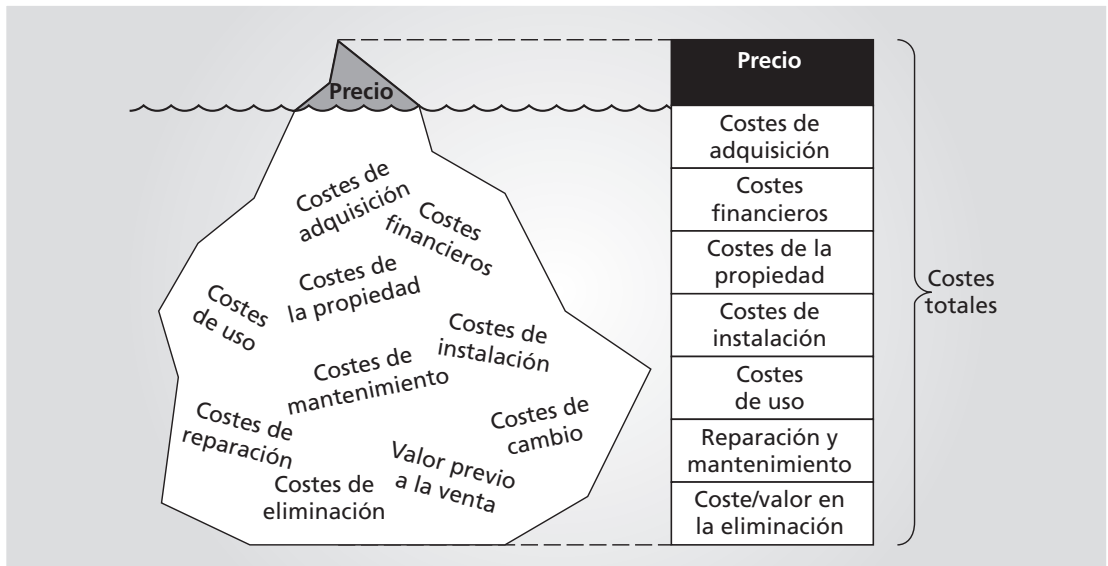 Precio
Costes de
adquisición
Costes
financieros
Costes de
la propiedad
Costes
de uso
Costes de
instalación
Costes de
mantenimiento
Costes de
cambio
Costes de
reparación
Valor previo
a la venta
Costes de
eliminación
Precio
Costes de
adquisición
Costes
financieros
Costes de la
propiedad
Costes de
instalación
Costes
de uso
Reparación y
mantenimiento
Coste/valor en
la eliminación
Costes
totales